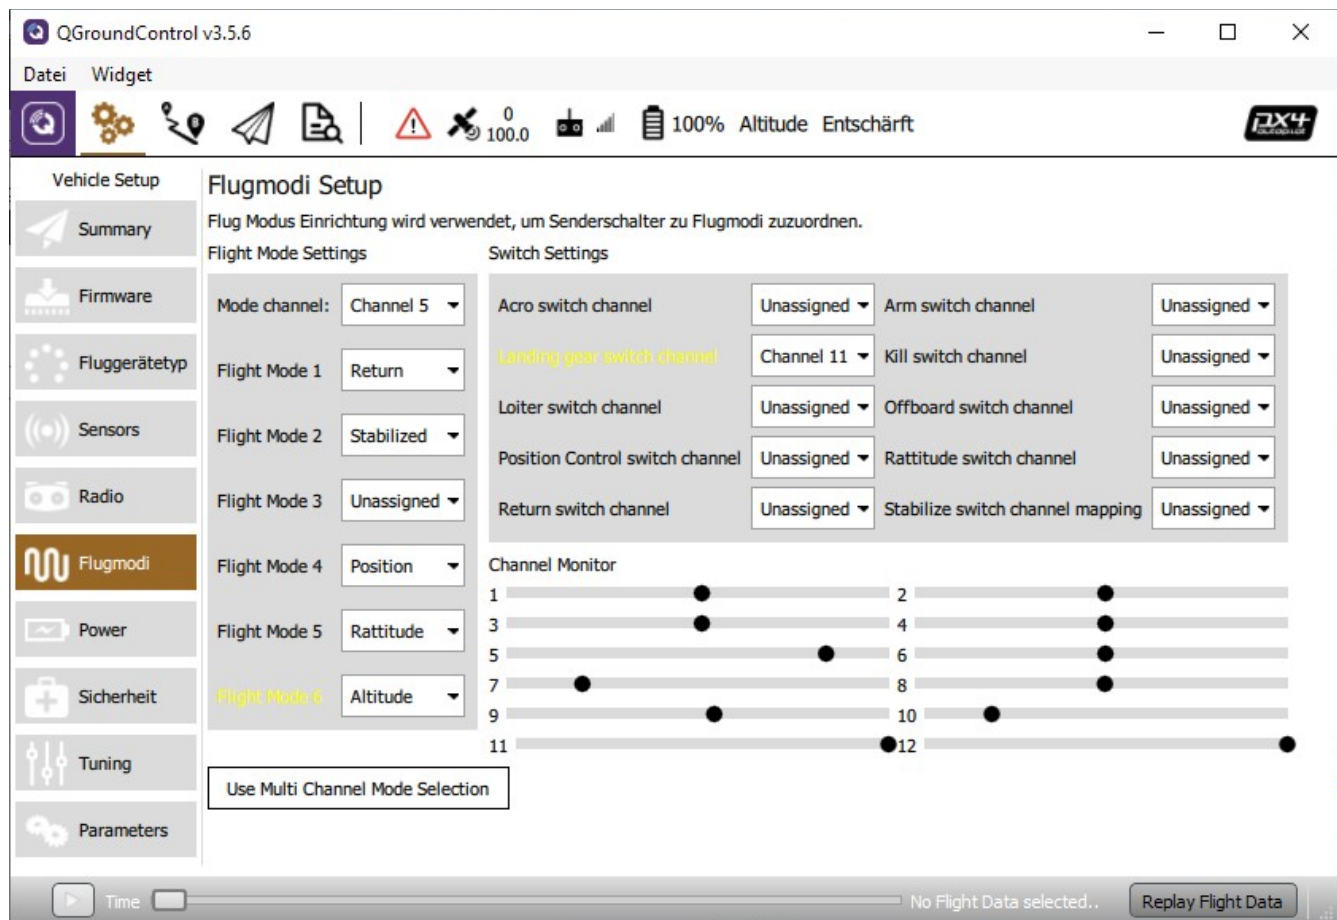 QGroundControl v3.5.6
Datei Widget
0
100.0
100% Altitude Entschärft
px4
autopilot
Vehicle Setup
Summary
Firmware
Fluggerätetyp
Sensors
Radio
Flugmodi
Power
Sicherheit
Tuning
Parameters
Flugmodi Setup
Flug Modus Einrichtung wird verwendet, um Senderschalter zu Flugmodi zuzuordnen.
Flight Mode Settings
Mode channel: Channel 5
Flight Mode 1 Return
Flight Mode 2 Stabilized
Flight Mode 3 Unassigned
Flight Mode 4 Position
Flight Mode 5 Rattitude
Flight Mode 6 Altitude
Use Multi Channel Mode Selection
Switch Settings
Acro switch channel Unassigned Arm switch channel Unassigned
Landing gear switch channel Channel 11 Kill switch channel Unassigned
Loiter switch channel Unassigned Offboard switch channel Unassigned
Position Control switch channel Unassigned Rattitude switch channel Unassigned
Return switch channel Unassigned Stabilize switch channel mapping Unassigned
Channel Monitor
1 2
3 4
5 6
7 8
9 10
11 12
Time No Flight Data selected.. Replay Flight Data